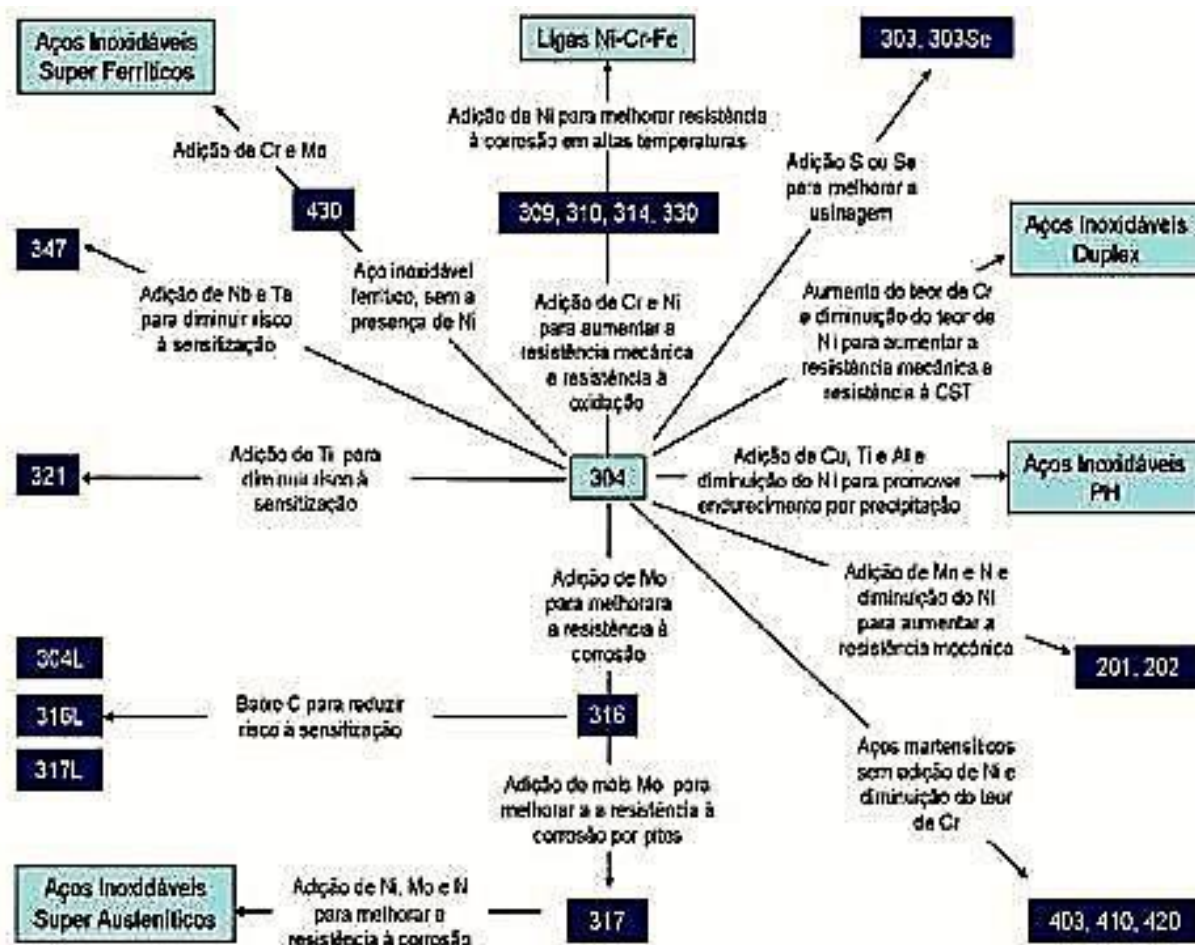 Aços Inoxidáveis
Super Ferríticos
Ligas Ni-Cr-Fe
303, 303Se
Adição de Ni para melhorar resistência
à corrosão em altas temperaturas
Adição de Cr e Mo
Adição S ou Se
para melhorar a
usinagem
430
309, 310, 314, 330
347
Aços Inoxidáveis
Duplex
Adição de Nb e Ta
para diminuir risco
à sensitização
Aço inoxidável
ferrítico, sem a
presença de Ni
Adição de Cr e Ni
para aumentar a
resistência mecânica
e resistência à
oxidação
Aumento do teor de Cr
e diminuição do teor de
Ni para aumentar a
resistência mecânica e
resistência à CST
321
Adição de Ti para
diminuir risco à
sensitização
304
Adição de Cu, Ti e Al e
diminuição do Ni para promover
endurecimento por precipitação
Aços Inoxidáveis
PH
Adição de Mo
para melhorar a
a resistência à
corrosão
Adição de Mn e N e
diminuição do Ni
para aumentar a
resistência mecânica
201, 202
304L
316L
317L
Baixo C para reduzir
risco à sensitização
316
Aços martensíticos
sem adição de Ni e
diminuição do teor
de Cr
Adição de mais Mo para
melhorar a a resistência à
corrosão por pites
Aços Inoxidáveis
Super Austeníticos
Adição de Ni, Mo e N
para melhorar a
resistência à corrosão
317
403, 410, 420